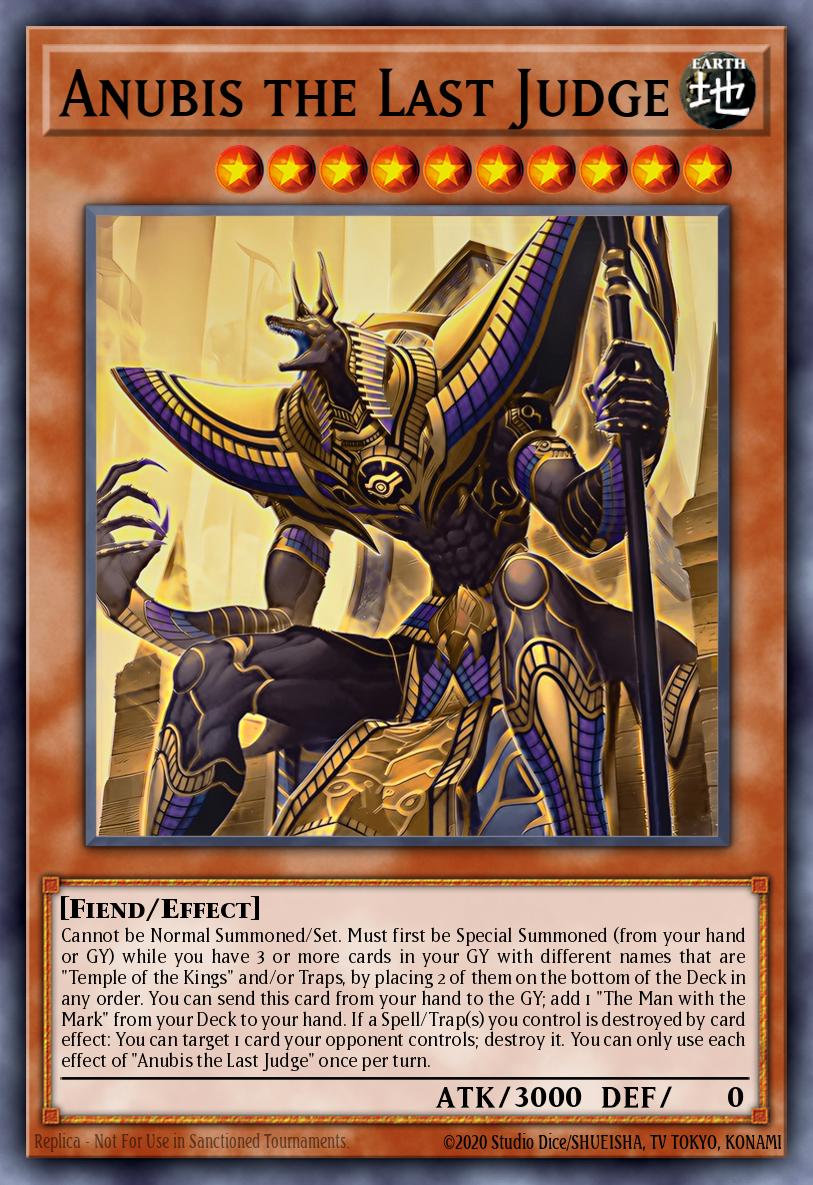 Anubis the Last Judge
EARTH
地
[Fiend/Effect]
Cannot be Normal Summoned/Set. Must first be Special Summoned (from your hand
or GY) while you have 3 or more cards in your GY with different names that are
"Temple of the Kings" and/or Traps, by placing 2 of them on the bottom of the Deck in
any order. You can send this card from your hand to the GY; add 1 "The Man with the
Mark" from your Deck to your hand. If a Spell/Trap(s) you control is destroyed by card
effect: You can target 1 card your opponent controls; destroy it. You can only use each
effect of "Anubis the Last Judge" once per turn.
ATK/3000 DEF/ 0
Replica - Not For Use in Sanctioned Tournaments.
©2020 Studio Dice/SHUEISHA, TV TOKYO, KONAMI